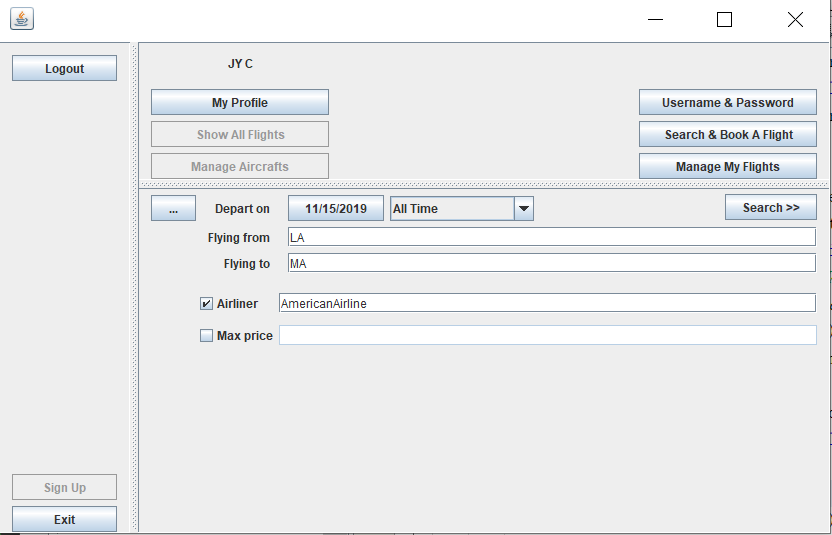 Logout
JY C
My Profile
Username & Password
Show All Flights
Search & Book A Flight
Manage Aircrafts
Manage My Flights
... Depart on 11/15/2019 All Time Search >>
Flying from LA
Flying to MA
Airliner AmericanAirline
Max price
Sign Up
Exit